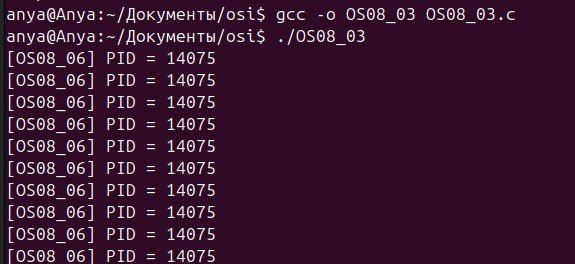 anya@Anya:~/Документы/osi$ gcc -o OS08_03 OS08_03.c
anya@Anya:~/Документы/osi$ ./OS08_03
[OS08_06] PID = 14075
[OS08_06] PID = 14075
[OS08_06] PID = 14075
[OS08_06] PID = 14075
[OS08_06] PID = 14075
[OS08_06] PID = 14075
[OS08_06] PID = 14075
[OS08_06] PID = 14075
[OS08_06] PID = 14075
[OS08_06] PID = 14075